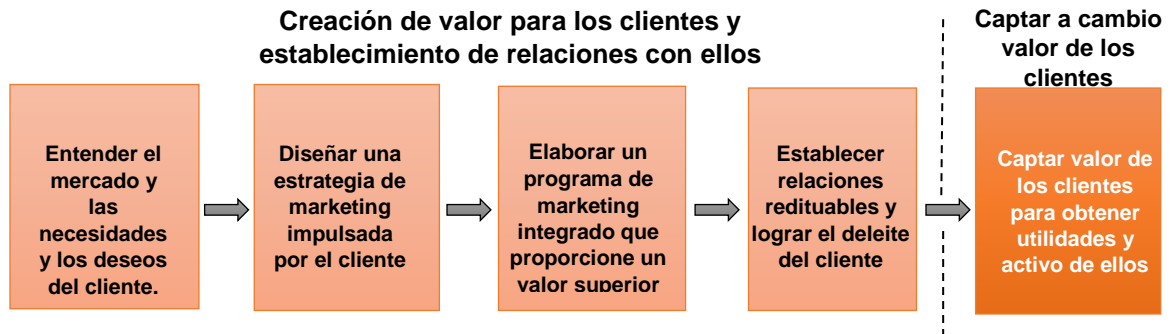 Creación de valor para los clientes y
establecimiento de relaciones con ellos
Captar a cambio
valor de los
clientes
Entender el
mercado y
las
necesidades
y los deseos
del cliente.
Diseñar una
estrategia de
marketing
impulsada
por el cliente
Elaborar un
programa de
marketing
integrado que
proporcione un
valor superior
Establecer
relaciones
redituables y
lograr el deleite
del cliente
Captar valor de
los clientes
para obtener
utilidades y
activo de ellos